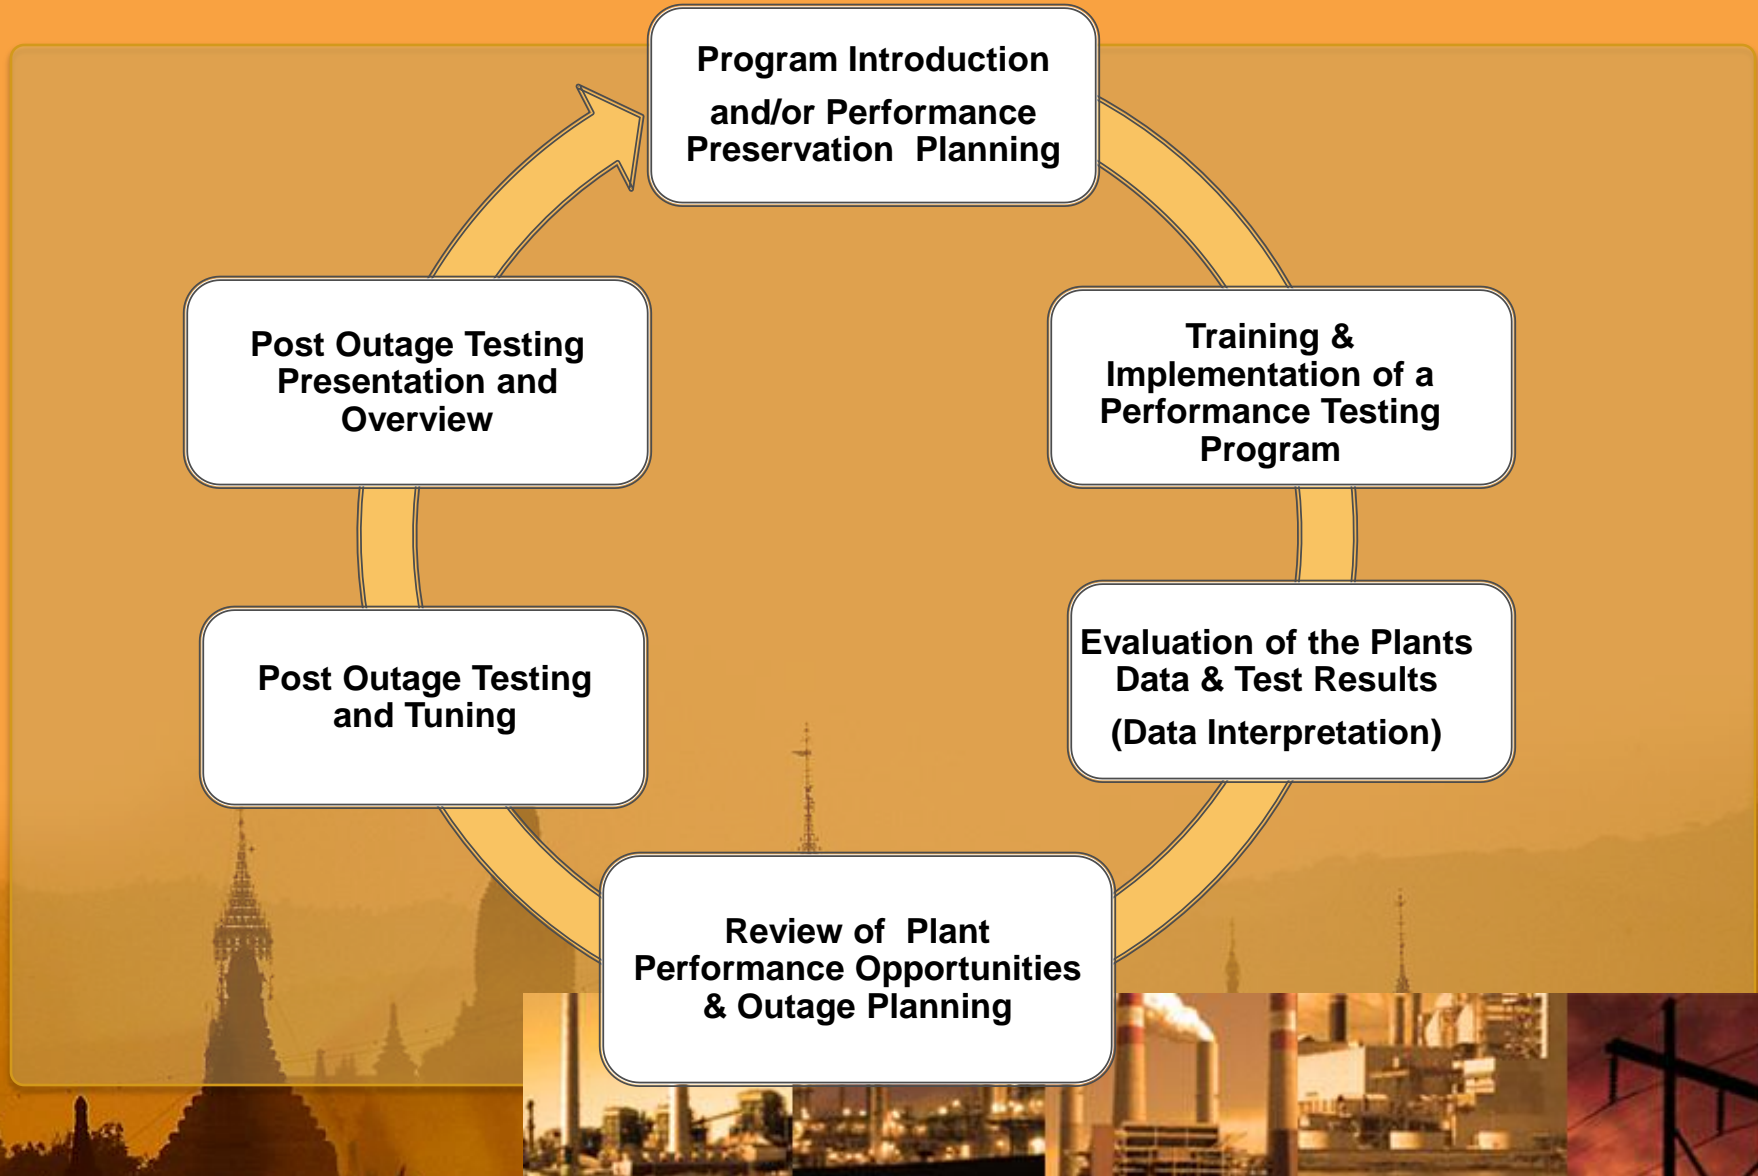 Program Introduction
and/or Performance
Preservation Planning
Training &
Implementation of a
Performance Testing
Program
Evaluation of the Plants
Data & Test Results
(Data Interpretation)
Review of Plant
Performance Opportunities
& Outage Planning
Post Outage Testing
and Tuning
Post Outage Testing
Presentation and
Overview